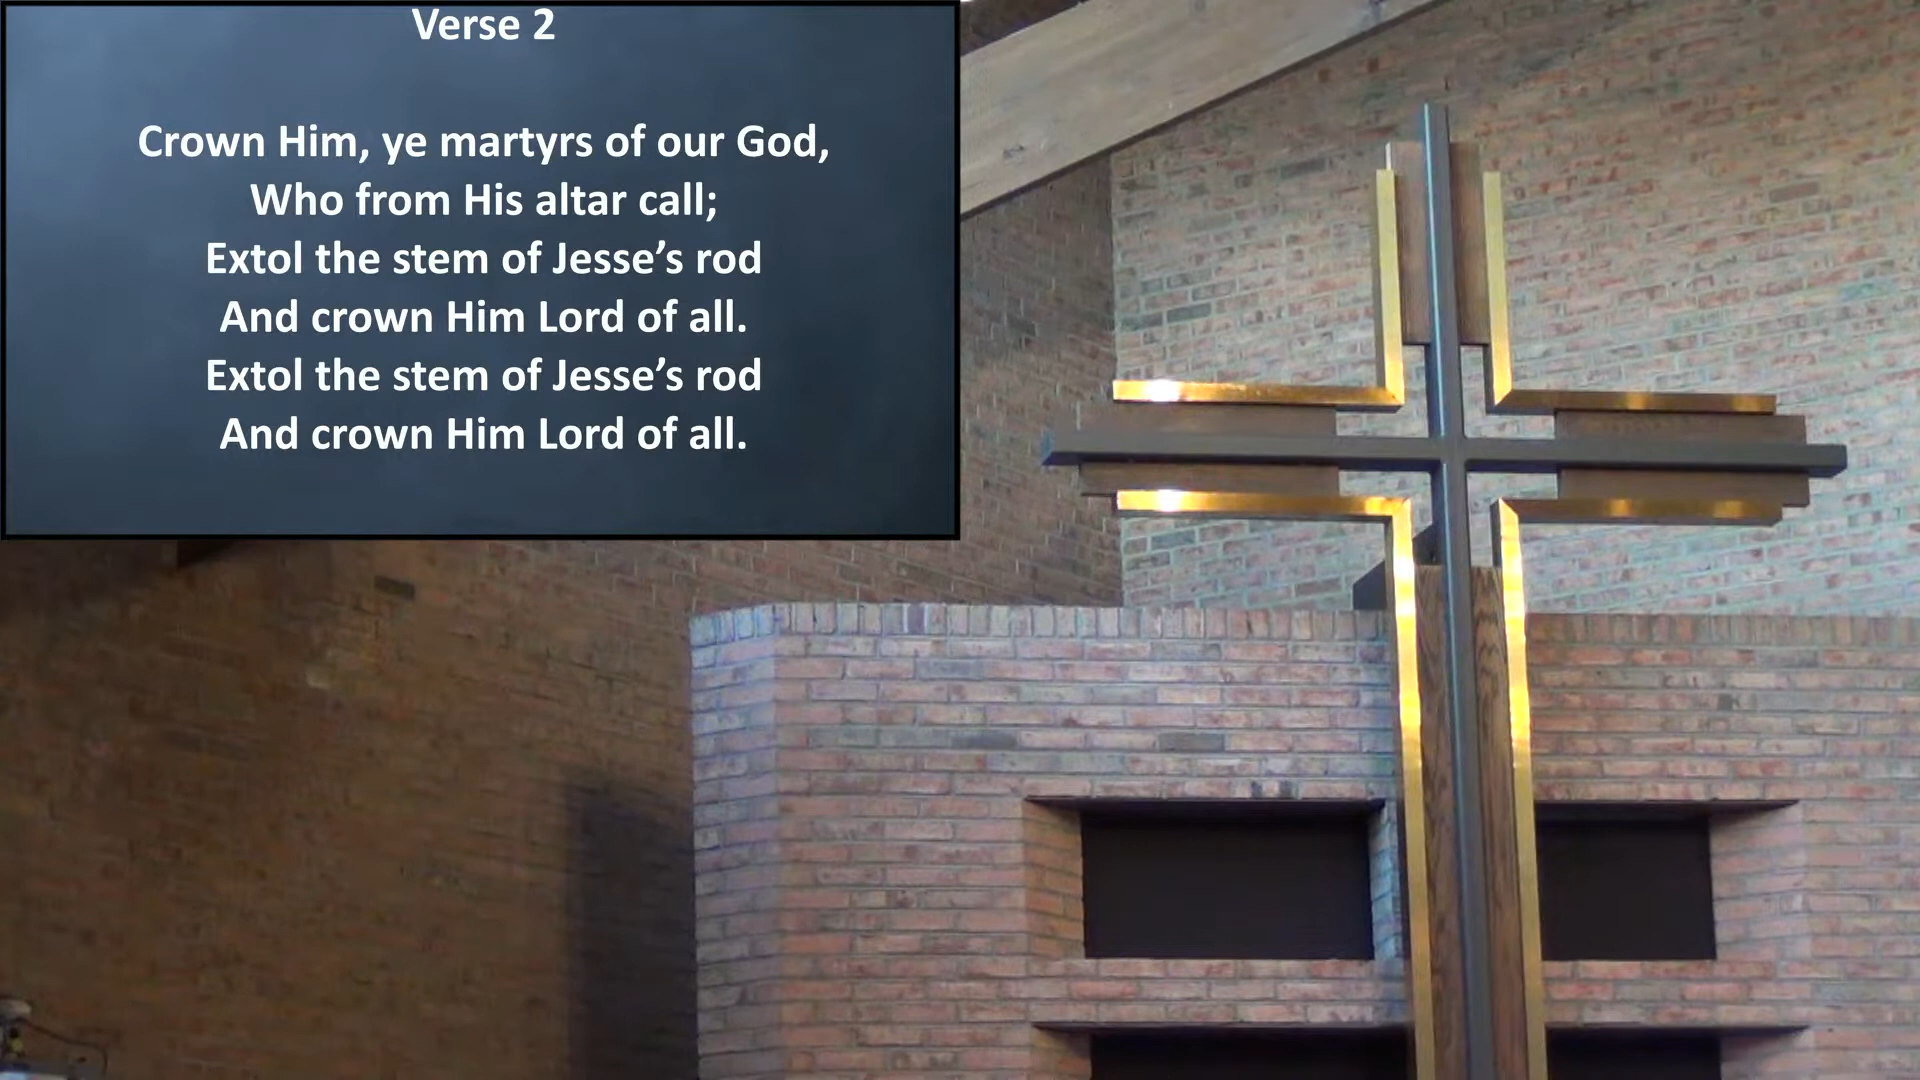 Verse 2
Crown Him, ye martyrs of our God,
Who from His altar call;
Extol the stem of Jesse’s rod
And crown Him Lord of all.
Extol the stem of Jesse’s rod
And crown Him Lord of all.